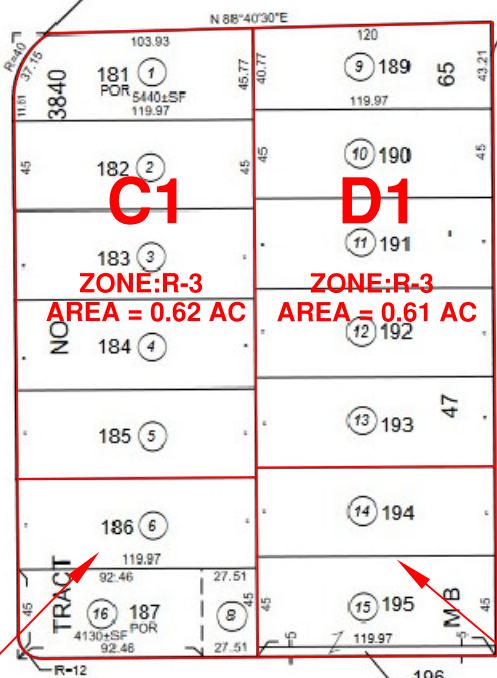 N 88°40'30"E
103.93
120
R=40
37.15
11.61
3840
181 1
POR
5440±SF
119.97
45.77
40.77
9 189
65
43.21
119.97
45
182 2
45
45
10 190
45
C1
D1
183 3
11 191
ZONE:R-3
AREA = 0.62 AC
ZONE:R-3
AREA = 0.61 AC
NO
184 4
12 192
185 5
13 193
47
186 6
14 194
119.97
TRACT
92.46
27.51
45
16 187
POR
4130±SF
92.46
8
27.51
45
45
15 195
M B
45
5
119.97
5
R=12
196